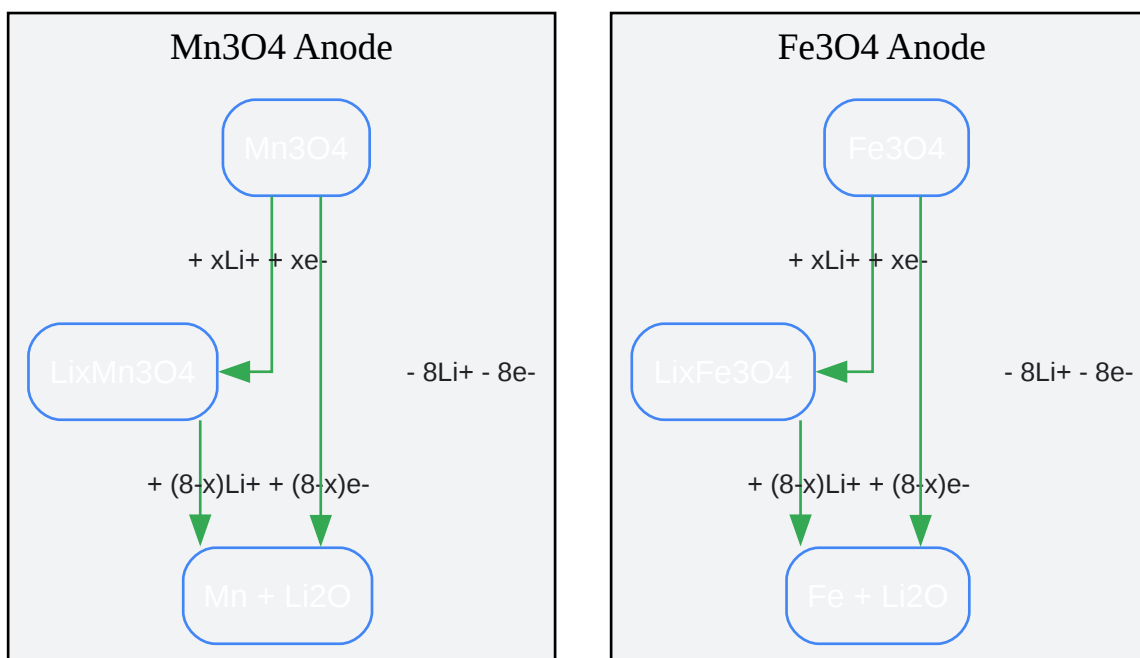 Mn3O4 Anode
Mn3O4
+ xLi+ + xe-
LixMn3O4
- 8Li+ - 8e-
+ (8-x)Li+ + (8-x)e-
Mn + Li2O
Fe3O4 Anode
Fe3O4
+ xLi+ + xe-
LixFe3O4
- 8Li+ - 8e-
+ (8-x)Li+ + (8-x)e-
Fe + Li2O